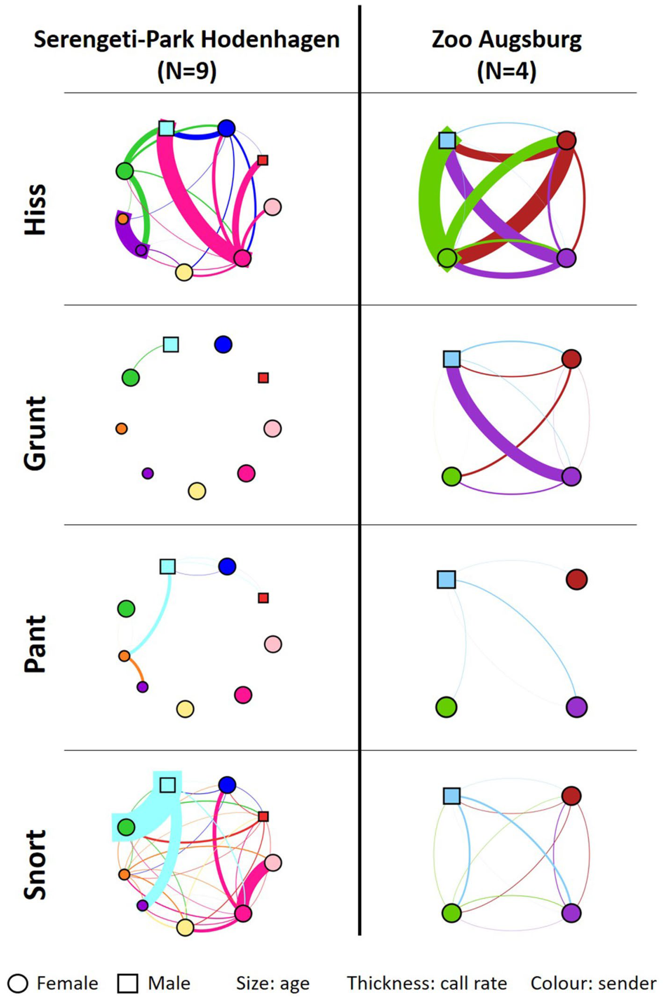 Serengeti-Park Hodenhagen
(N=9)
Zoo Augsburg
(N=4)
Hiss
Grunt
Pant
Snort
Female
Male
Size: age
Thickness: call rate
Colour: sender